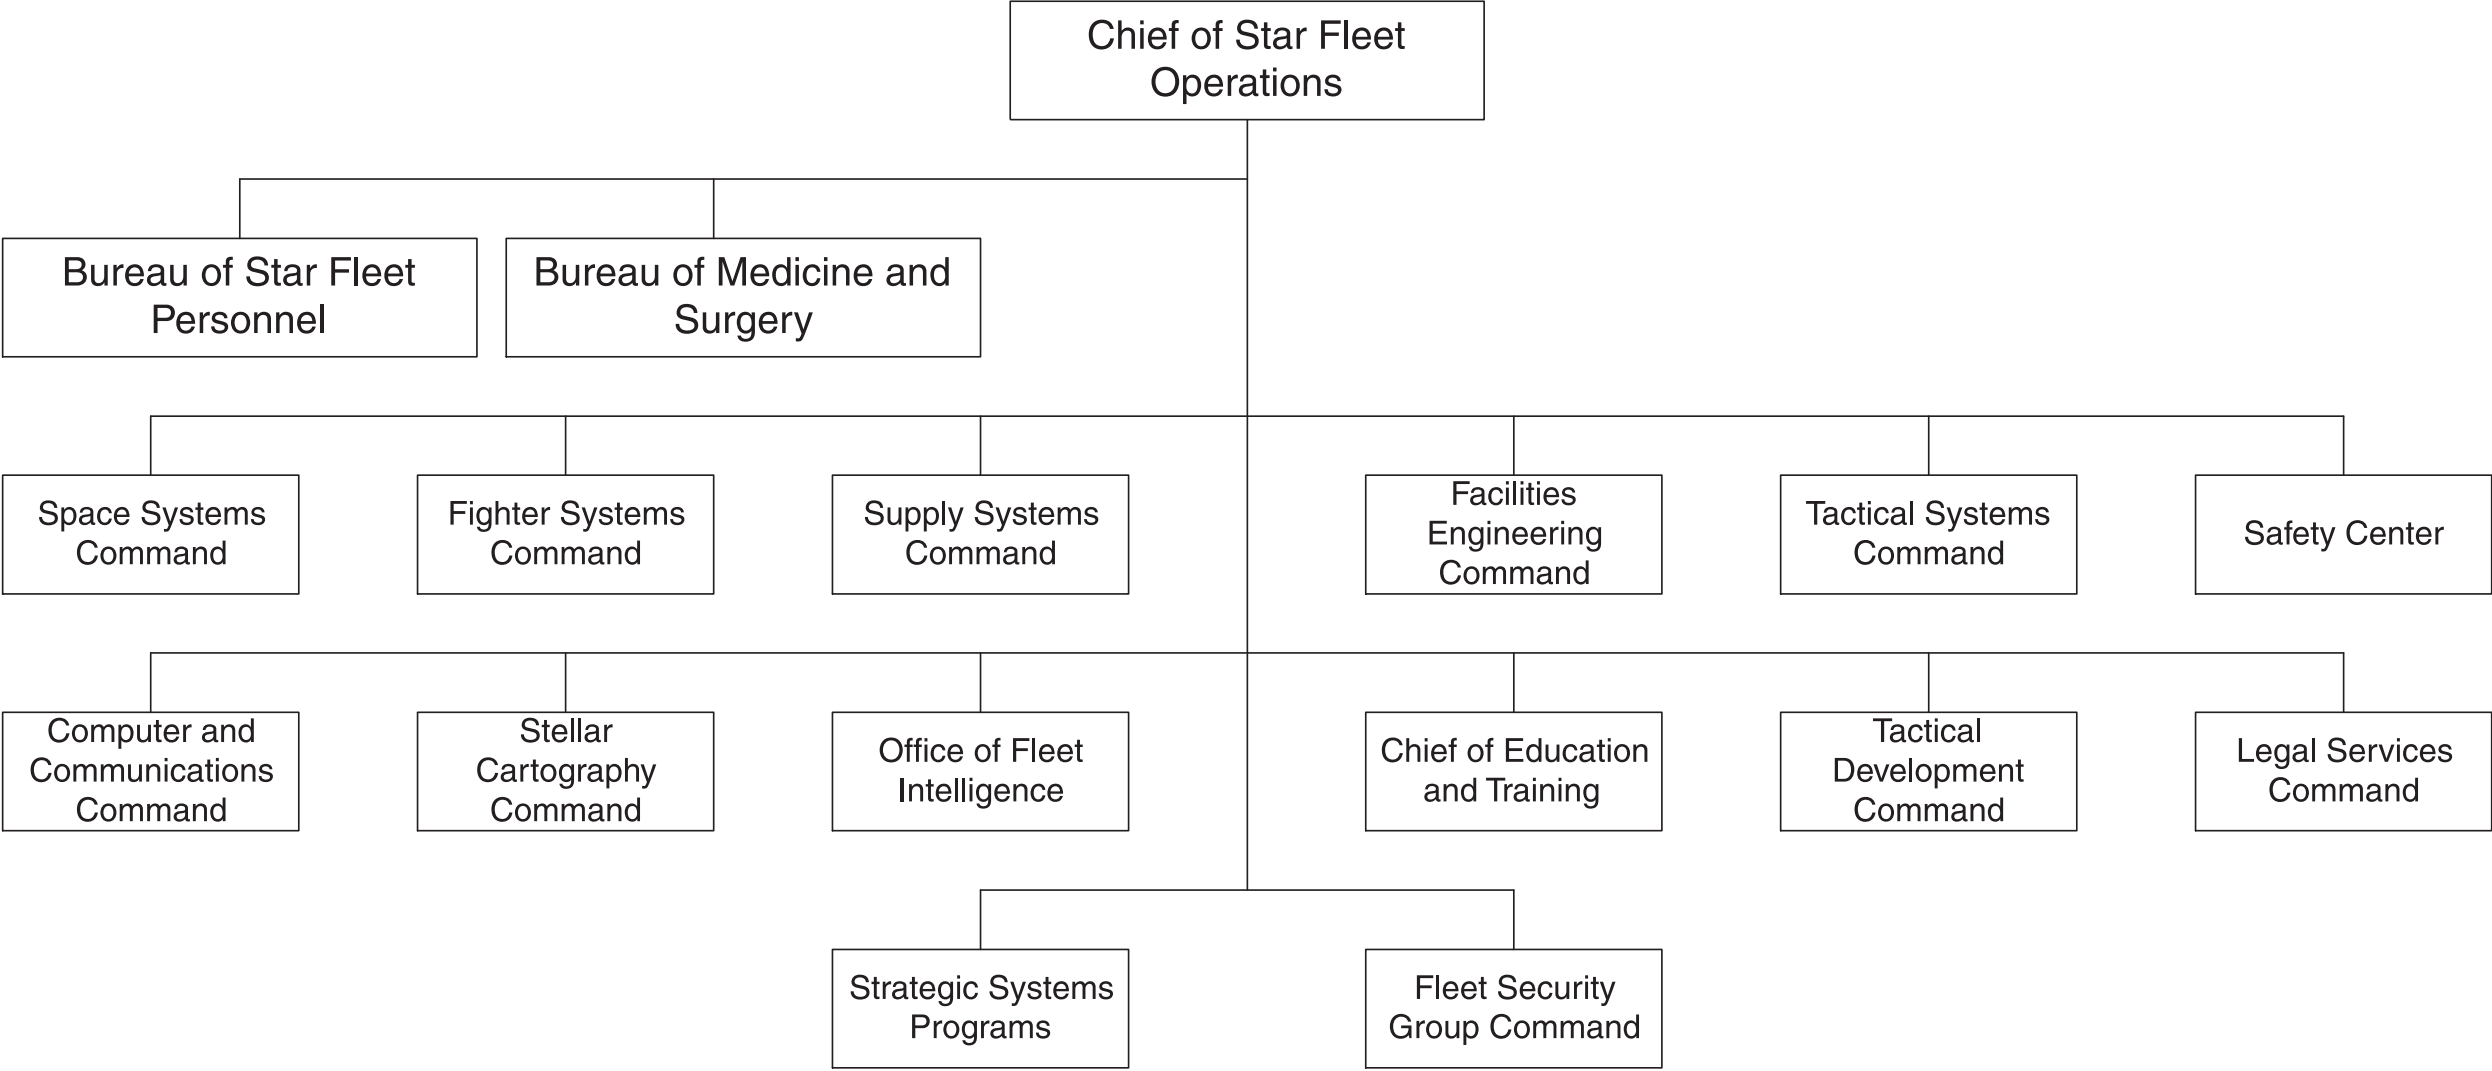 Chief of Star Fleet
Operations
Bureau of Star Fleet
Personnel
Bureau of Medicine and
Surgery
Space Systems
Command
Fighter Systems
Command
Supply Systems
Command
Facilities
Engineering
Command
Tactical Systems
Command
Safety Center
Computer and
Communications
Command
Stellar
Cartography
Command
Office of Fleet
Intelligence
Chief of Education
and Training
Tactical
Development
Command
Legal Services
Command
Strategic Systems
Programs
Fleet Security
Group Command